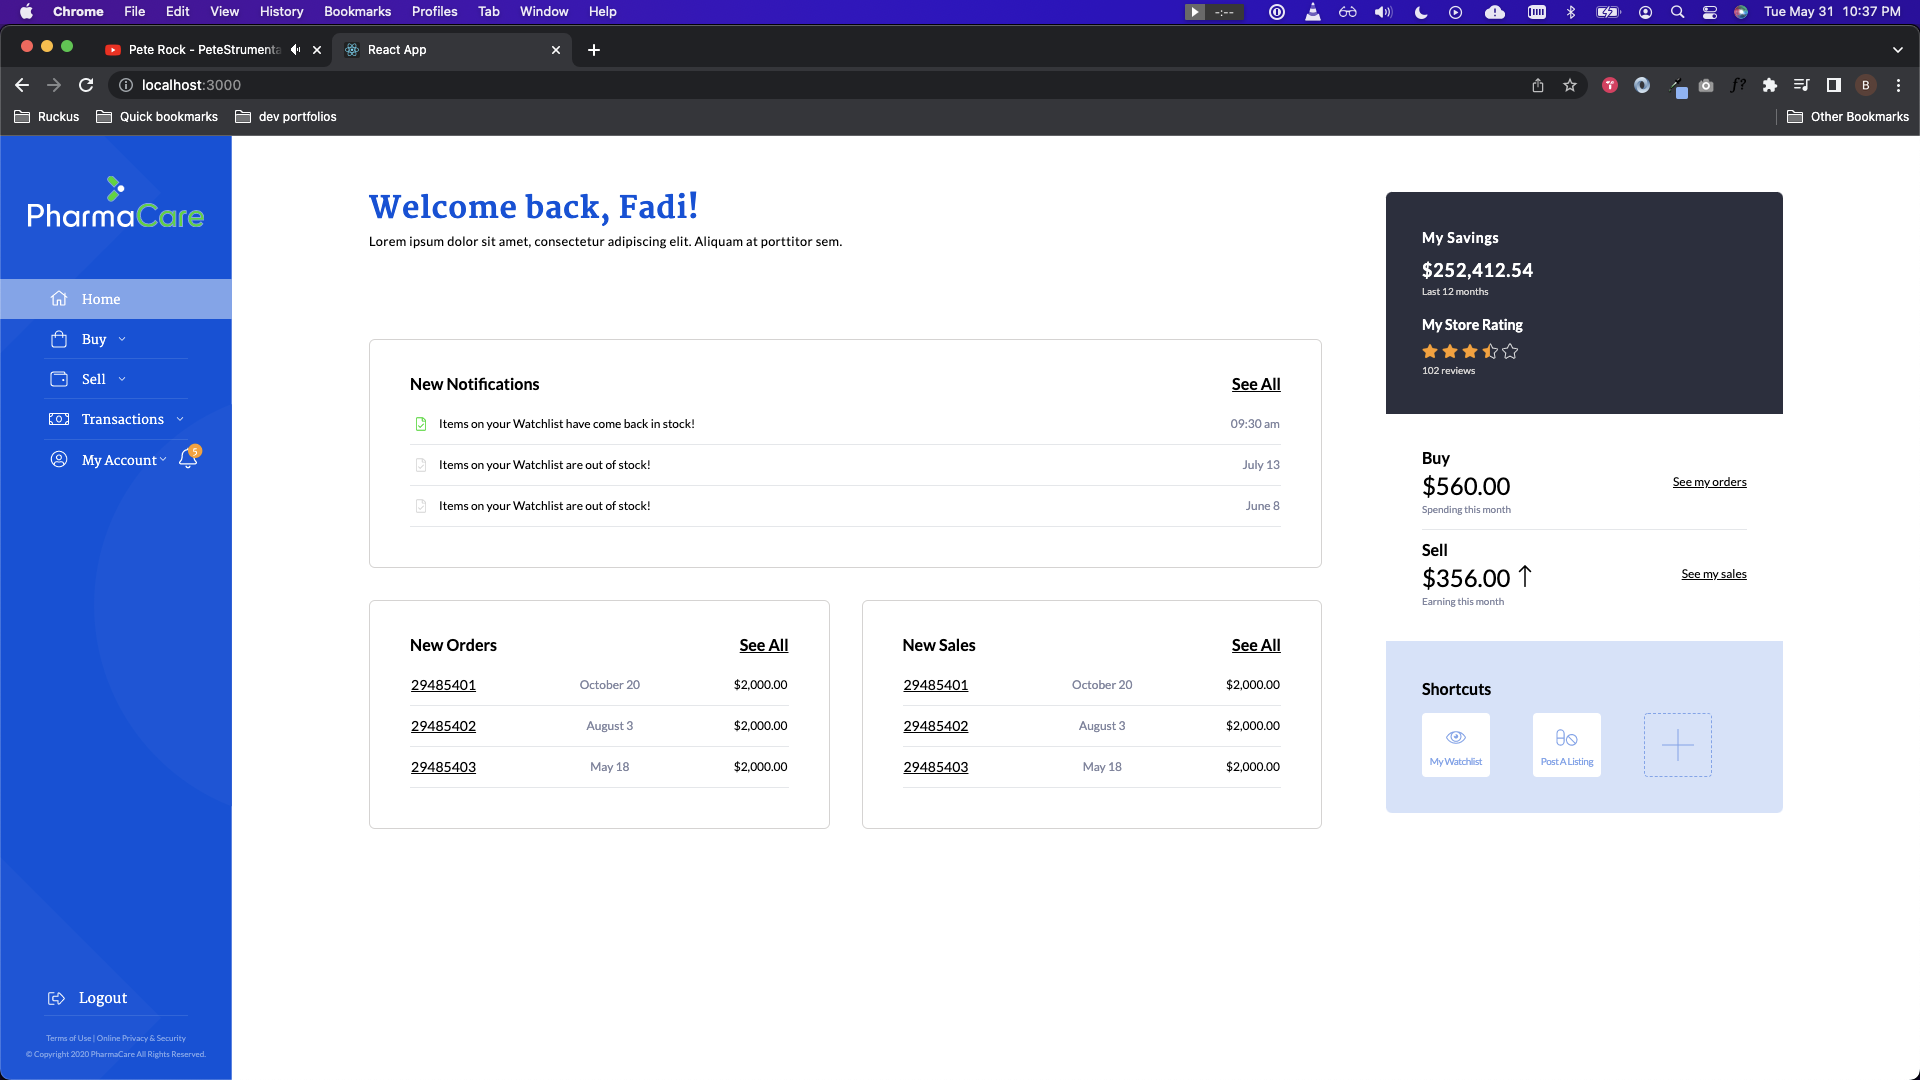 Chrome File Edit View History Bookmarks Profiles Tab Window Help -:-- Tue May 31 10:37 PM
Pete Rock - PeteStrumenta React App
localhost:3000 f? B
Ruckus Quick bookmarks dev portfolios Other Bookmarks
PharmaCare
Home
Buy
Sell
Transactions
My Account 5
Logout
Terms of Use | Online Privacy & Security
© Copyright 2020 PharmaCare All Rights Reserved.
Welcome back, Fadi!
Lorem ipsum dolor sit amet, consectetur adipiscing elit. Aliquam at porttitor sem.
New Notifications See All
Items on your Watchlist have come back in stock! 09:30 am
Items on your Watchlist are out of stock! July 13
Items on your Watchlist are out of stock! June 8
New Orders See All
29485401 October 20 $2,000.00
29485402 August 3 $2,000.00
29485403 May 18 $2,000.00
New Sales See All
29485401 October 20 $2,000.00
29485402 August 3 $2,000.00
29485403 May 18 $2,000.00
My Savings
$252,412.54
Last 12 months
My Store Rating
102 reviews
Buy
$560.00 See my orders
Spending this month
Sell
$356.00 See my sales
Earning this month
Shortcuts
My Watchlist Post A Listing